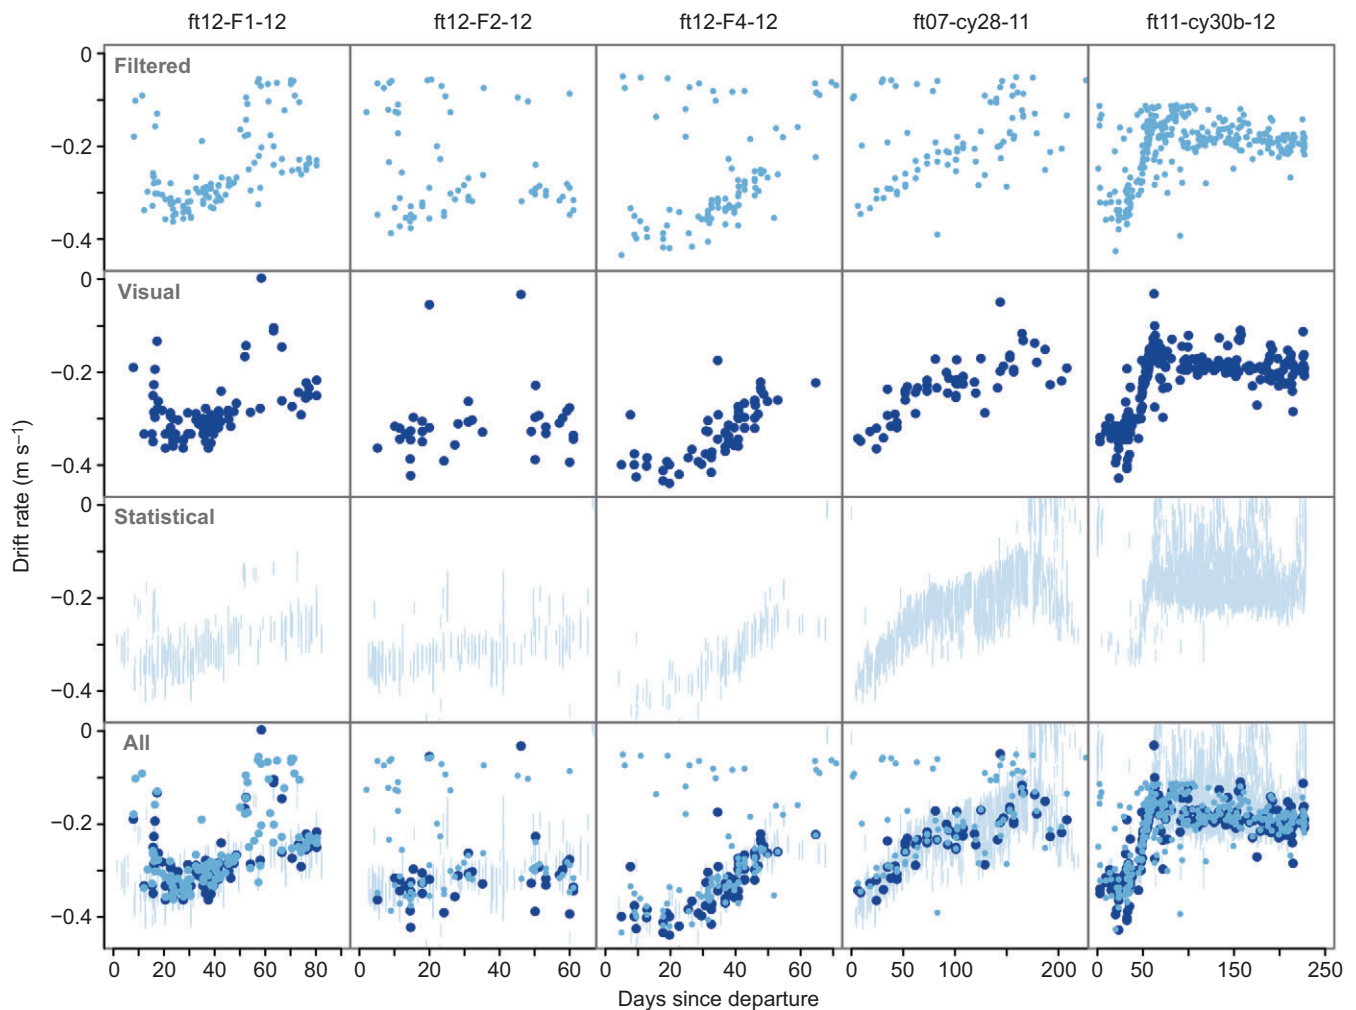 ft12-F1-12 ft12-F2-12 ft12-F4-12 ft07-cy28-11 ft11-cy30b-12
Filtered
0
−0.2
−0.4
Visual
0
−0.2
−0.4
Statistical
0
−0.2
−0.4
All
0
−0.2
−0.4
Drift rate (m s⁻¹)
0 20 40 60 80 0 20 40 60 0 20 40 60 0 50 100 200 0 50 100 150 200 250
Days since departure